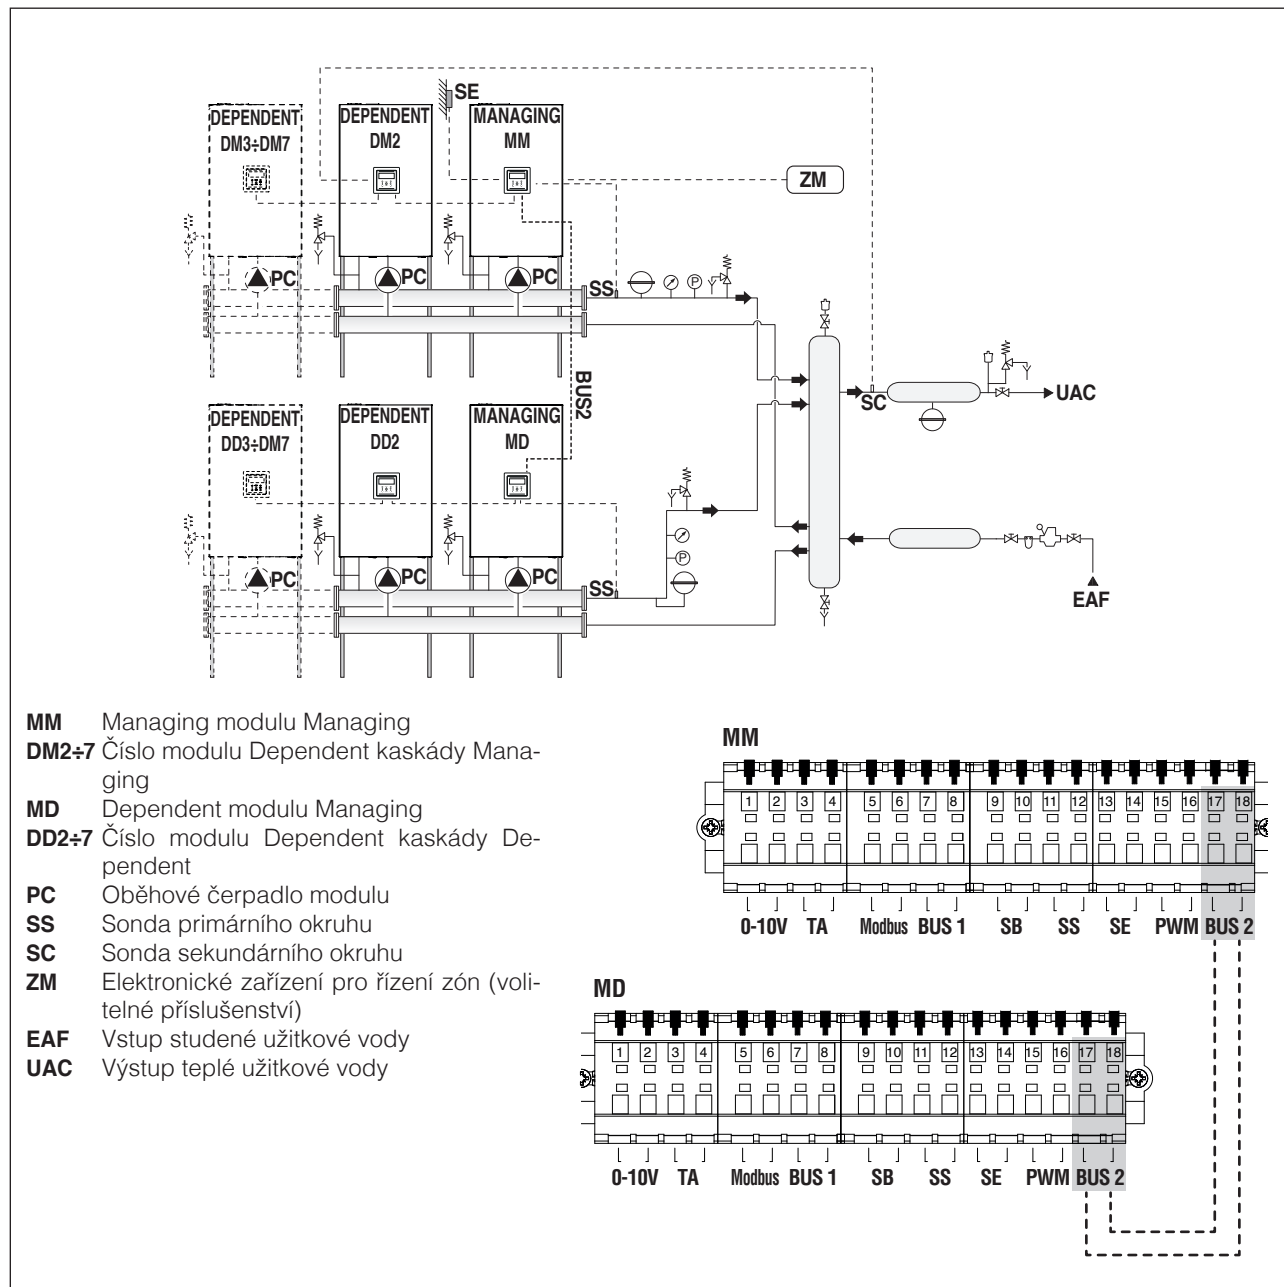 SE
DEPENDENT
DM3÷DM7
DEPENDENT
DM2
MANAGING
MM
ZM
PC
PC
PC
SS
P
BUS2
SC
UAC
DEPENDENT
DD3÷DM7
DEPENDENT
DD2
MANAGING
MD
P
PC
PC
PC
SS
EAF
MM Managing modulu Managing
DM2÷7 Číslo modulu Dependent kaskády Mana-
ging
MD Dependent modulu Managing
DD2÷7 Číslo modulu Dependent kaskády De-
pendent
PC Oběhové čerpadlo modulu
SS Sonda primárního okruhu
SC Sonda sekundárního okruhu
ZM Elektronické zařízení pro řízení zón (voli-
telné příslušenství)
EAF Vstup studené užitkové vody
UAC Výstup teplé užitkové vody
MM
1 2 3 4 5 6 7 8 9 10 11 12 13 14 15 16 17 18
0-10V TA Modbus BUS 1 SB SS SE PWM BUS 2
MD
1 2 3 4 5 6 7 8 9 10 11 12 13 14 15 16 17 18
0-10V TA Modbus BUS 1 SB SS SE PWM BUS 2